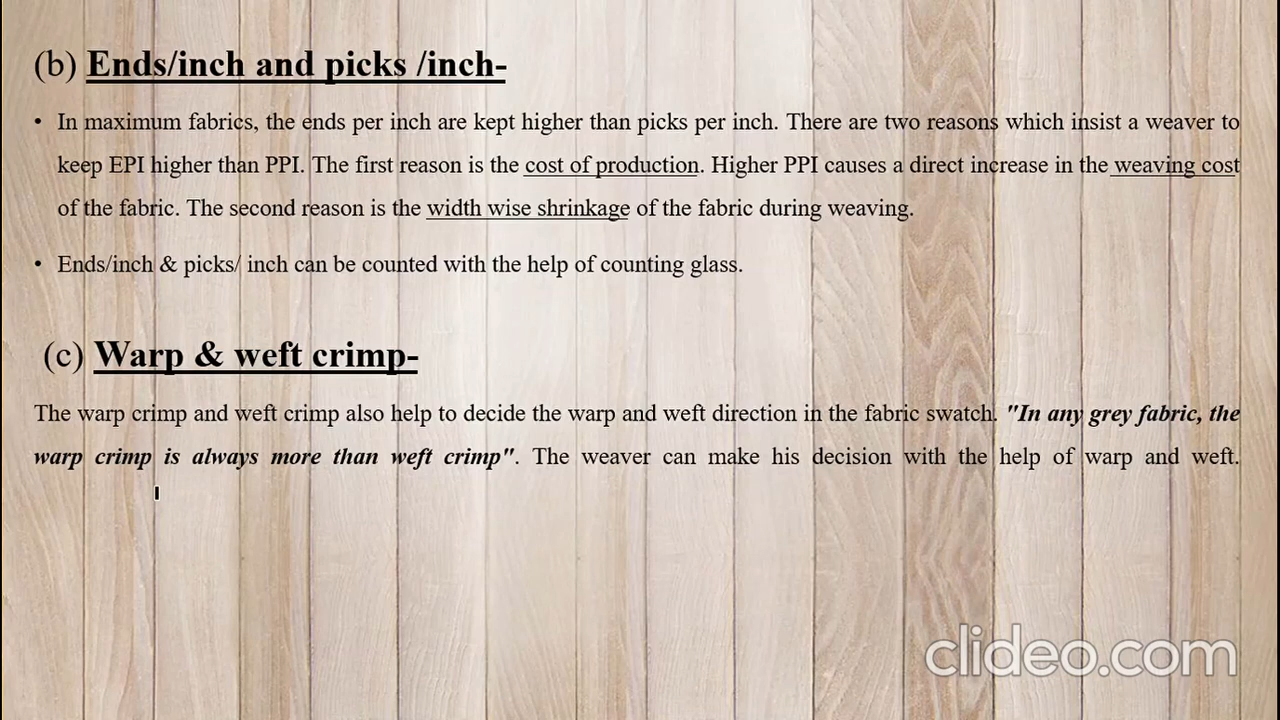 (b) Ends/inch and picks /inch-
• In maximum fabrics, the ends per inch are kept higher than picks per inch. There are two reasons which insist a weaver to
keep EPI higher than PPI. The first reason is the cost of production. Higher PPI causes a direct increase in the weaving cost
of the fabric. The second reason is the width wise shrinkage of the fabric during weaving.
• Ends/inch & picks/ inch can be counted with the help of counting glass.
(c) Warp & weft crimp-
The warp crimp and weft crimp also help to decide the warp and weft direction in the fabric swatch. "In any grey fabric, the
warp crimp is always more than weft crimp". The weaver can make his decision with the help of warp and weft.
clideo.com